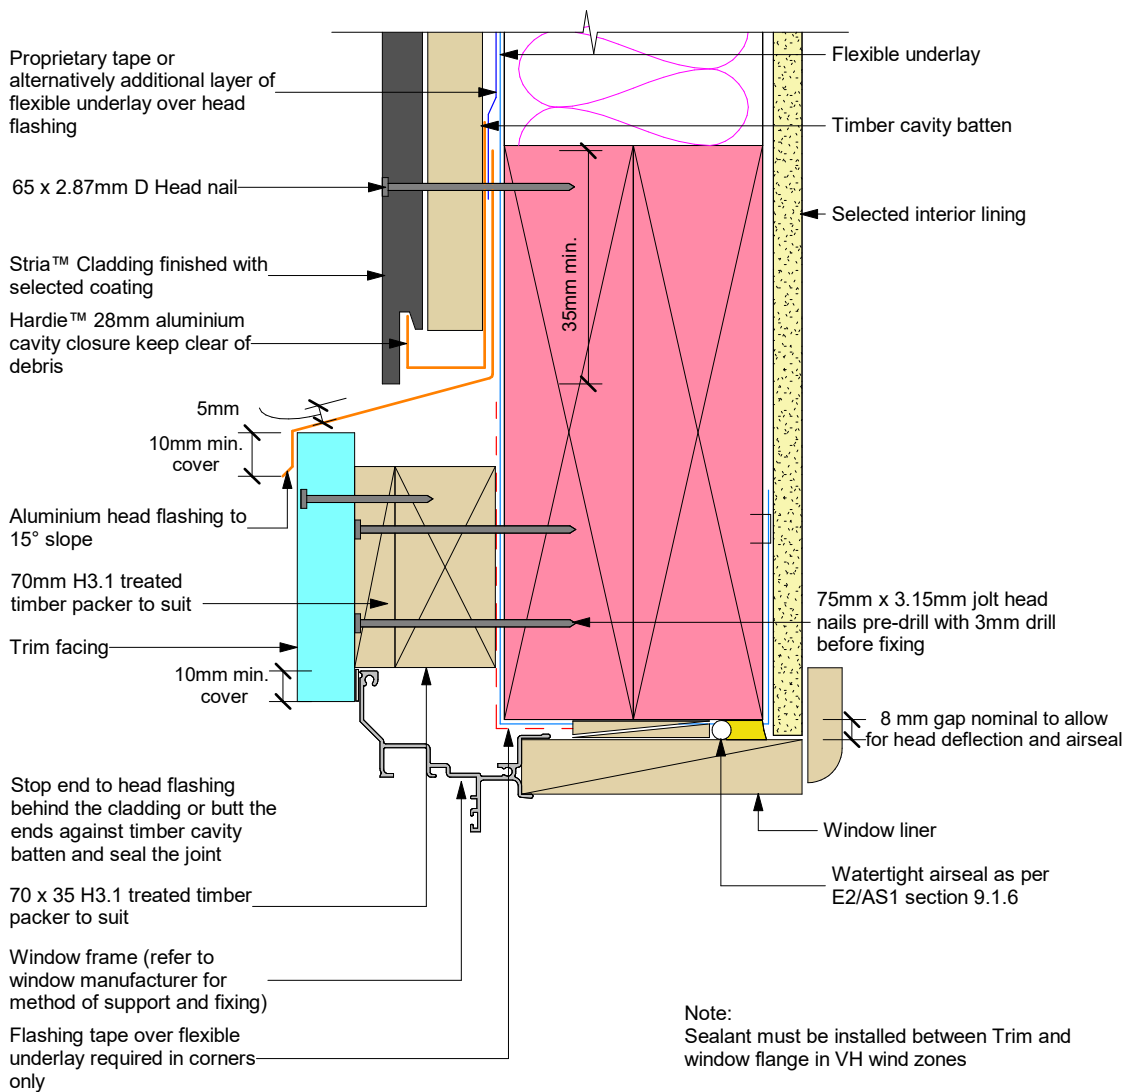 Proprietary tape or
alternatively additional layer of
flexible underlay over head
flashing
65 x 2.87mm D Head nail
Stria™ Cladding finished with
selected coating
Hardie™ 28mm aluminium
cavity closure keep clear of
debris
5mm
10mm min.
cover
Aluminium head flashing to
15° slope
70mm H3.1 treated
timber packer to suit
Trim facing
10mm min.
cover
Stop end to head flashing
behind the cladding or butt the
ends against timber cavity
batten and seal the joint
70 x 35 H3.1 treated timber
packer to suit
Window frame (refer to
window manufacturer for
method of support and fixing)
Flashing tape over flexible
underlay required in corners
only
35mm min.
Flexible underlay
Timber cavity batten
Selected interior lining
75mm x 3.15mm jolt head
nails pre-drill with 3mm drill
before fixing
8 mm gap nominal to allow
for head deflection and airseal
Window liner
Watertight airseal as per
E2/AS1 section 9.1.6
Note:
Sealant must be installed between Trim and
window flange in VH wind zones